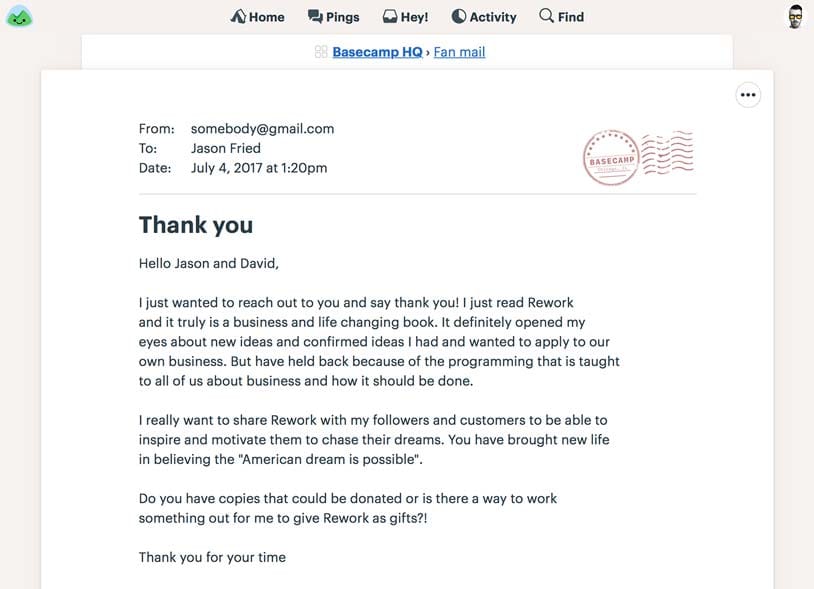 Home Pings Hey! Activity Find
Basecamp HQ › Fan mail
From: somebody@gmail.com
To: Jason Fried
Date: July 4, 2017 at 1:20pm
BASECAMP
Chicago, IL
Thank you
Hello Jason and David,
I just wanted to reach out to you and say thank you! I just read Rework
and it truly is a business and life changing book. It definitely opened my
eyes about new ideas and confirmed ideas I had and wanted to apply to our
own business. But have held back because of the programming that is taught
to all of us about business and how it should be done.
I really want to share Rework with my followers and customers to be able to
inspire and motivate them to chase their dreams. You have brought new life
in believing the "American dream is possible".
Do you have copies that could be donated or is there a way to work
something out for me to give Rework as gifts?!
Thank you for your time